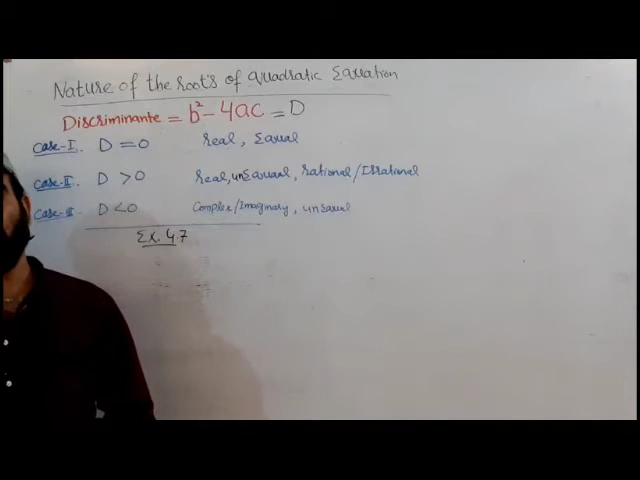 Nature of the roots of Quadratic Equation
Discriminante = b² - 4ac = D
Case-I. D = 0 real, Equal
Case-II. D > 0 real, unEqual, rational/Irrational
Case-III. D < 0 Complex/Imaginary, unEqual
Ex. 4.7